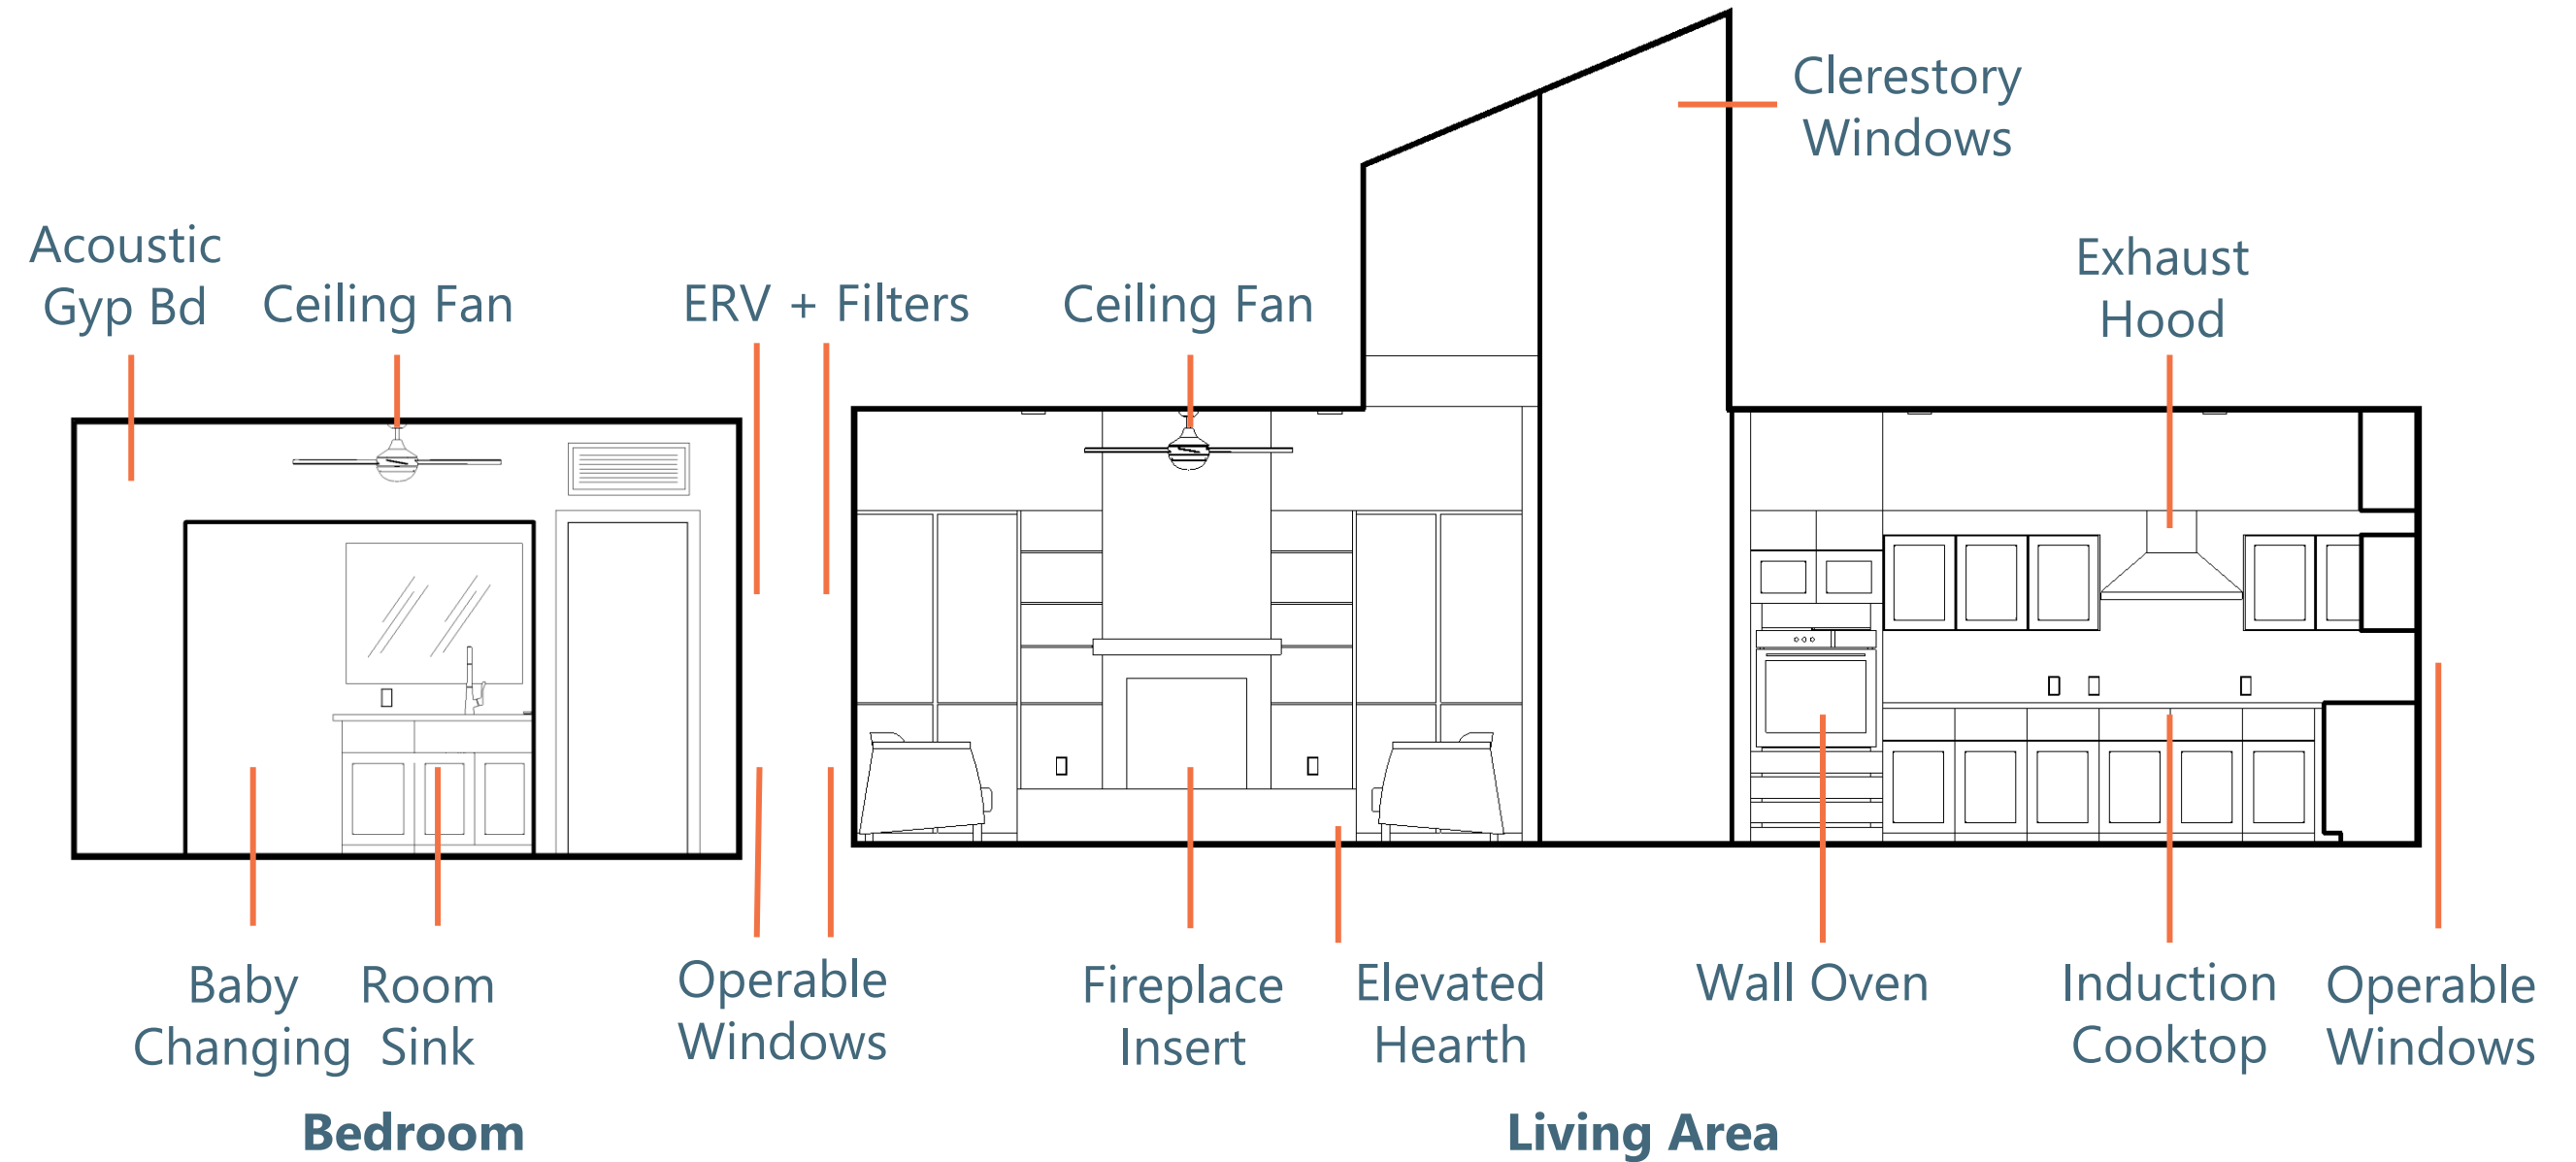 Clerestory
Windows
Acoustic
Gyp Bd
Ceiling Fan
ERV + Filters
Ceiling Fan
Exhaust
Hood
Baby
Changing
Room
Sink
Operable
Windows
Fireplace
Insert
Elevated
Hearth
Wall Oven
Induction
Cooktop
Operable
Windows
Bedroom
Living Area